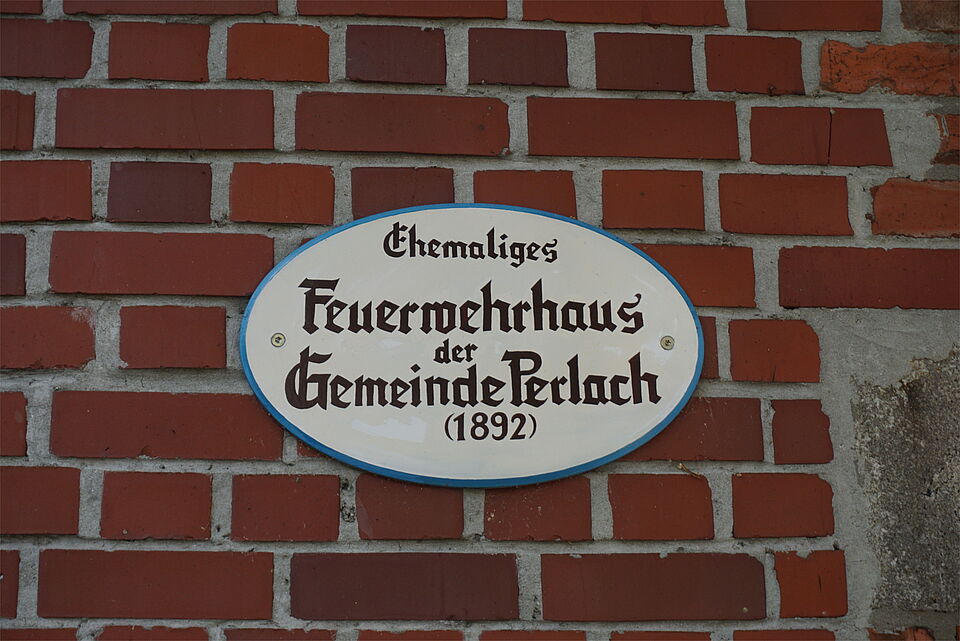 Ehemaliges
Feuerwehrhaus
der
Gemeinde Perlach
(1892)